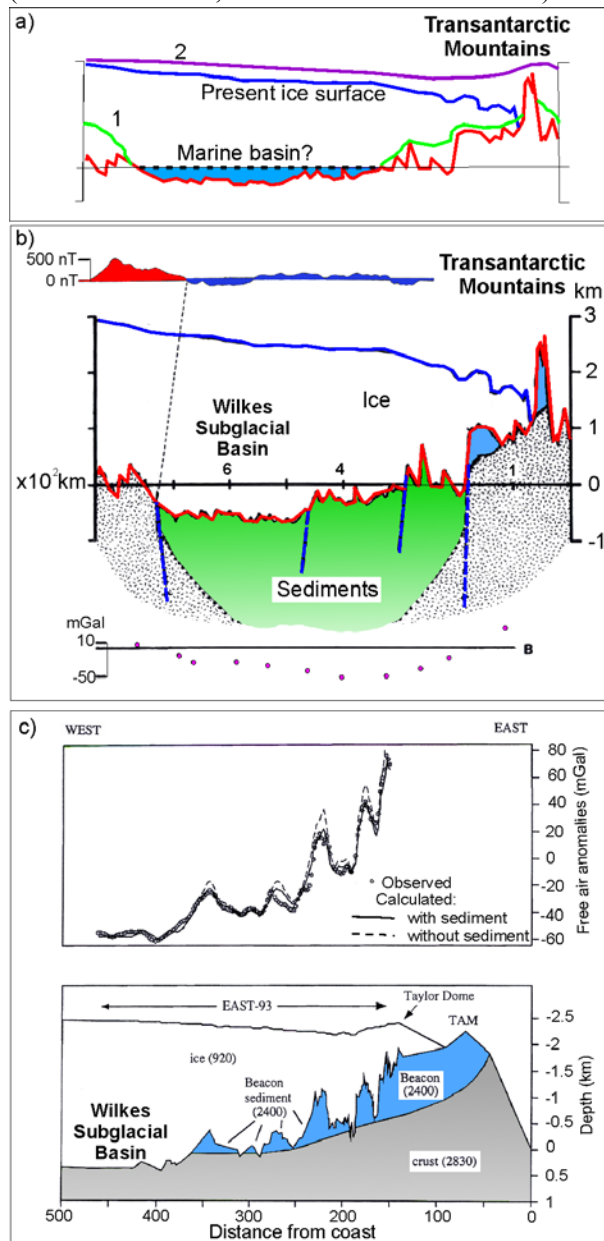 a)
Transantarctic
Mountains
2
Present ice surface
1
Marine basin?
b)
500 nT
0 nT
Transantarctic
Mountains
km
3
2
1
0
-1
Ice
Wilkes
Subglacial
Basin
x10²km
6
4
1
Sediments
mGal
10
-50
B
c)
WEST
EAST
80
60
40
20
0
-20
-40
-60
Free air anomalies (mGal)
Observed
Calculated:
with sediment
without sediment
EAST-93
Taylor Dome
TAM
ice (920)
Beacon
sediment
(2400)
Beacon
(2400)
Wilkes
Subglacial
Basin
crust (2830)
-2.5
-2
-1.5
-1
0
0.5
1
Depth (km)
500
400
300
200
100
0
Distance from coast